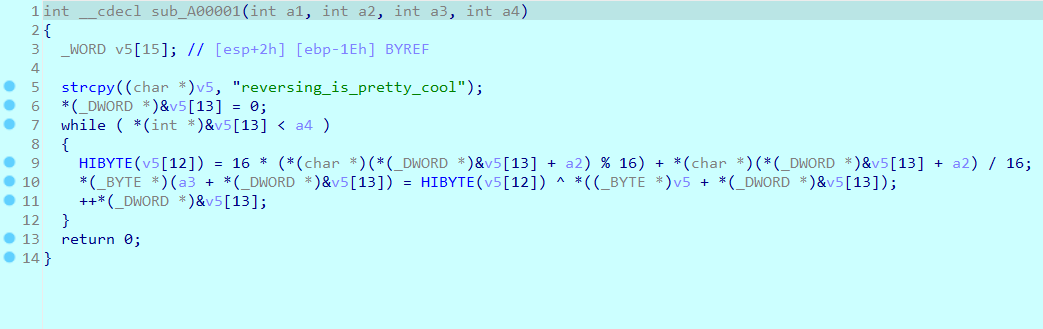 1 int __cdecl sub_A00001(int a1, int a2, int a3, int a4)
2 {
3   _WORD v5[15]; // [esp+2h] [ebp-1Eh] BYREF
4
5   strcpy((char *)v5, "reversing_is_pretty_cool");
6   *(_DWORD *)&v5[13] = 0;
7   while ( *(int *)&v5[13] < a4 )
8   {
9     HIBYTE(v5[12]) = 16 * (*(char *)(*(_DWORD *)&v5[13] + a2) % 16) + *(char *)(*(_DWORD *)&v5[13] + a2) / 16;
10     *(_BYTE *)(a3 + *(_DWORD *)&v5[13]) = HIBYTE(v5[12]) ^ *((_BYTE *)v5 + *(_DWORD *)&v5[13]);
11     ++*(_DWORD *)&v5[13];
12   }
13   return 0;
14 }